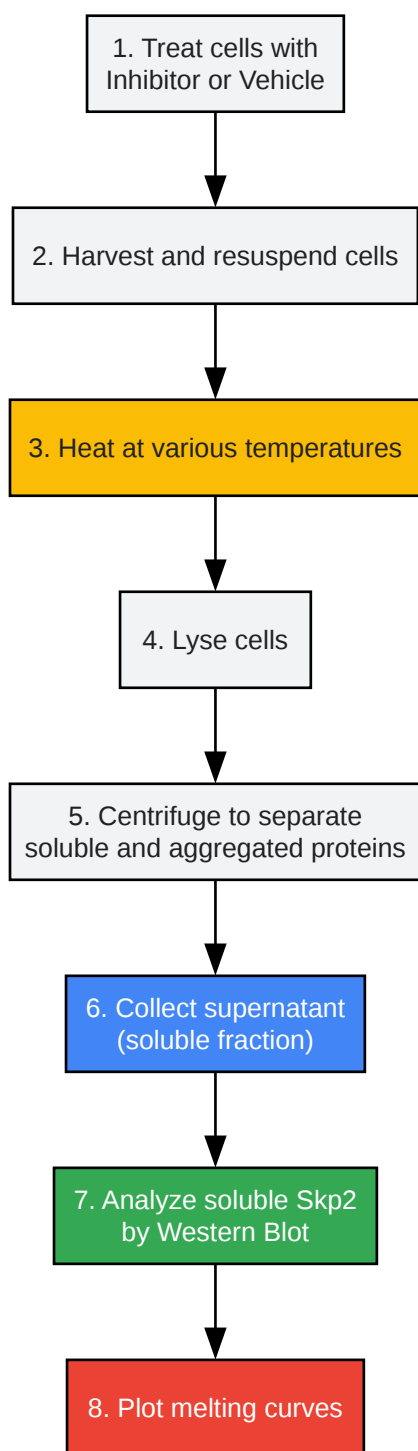 1. Treat cells with
Inhibitor or Vehicle
2. Harvest and resuspend cells
3. Heat at various temperatures
4. Lyse cells
5. Centrifuge to separate
soluble and aggregated proteins
6. Collect supernatant
(soluble fraction)
7. Analyze soluble Skp2
by Western Blot
8. Plot melting curves